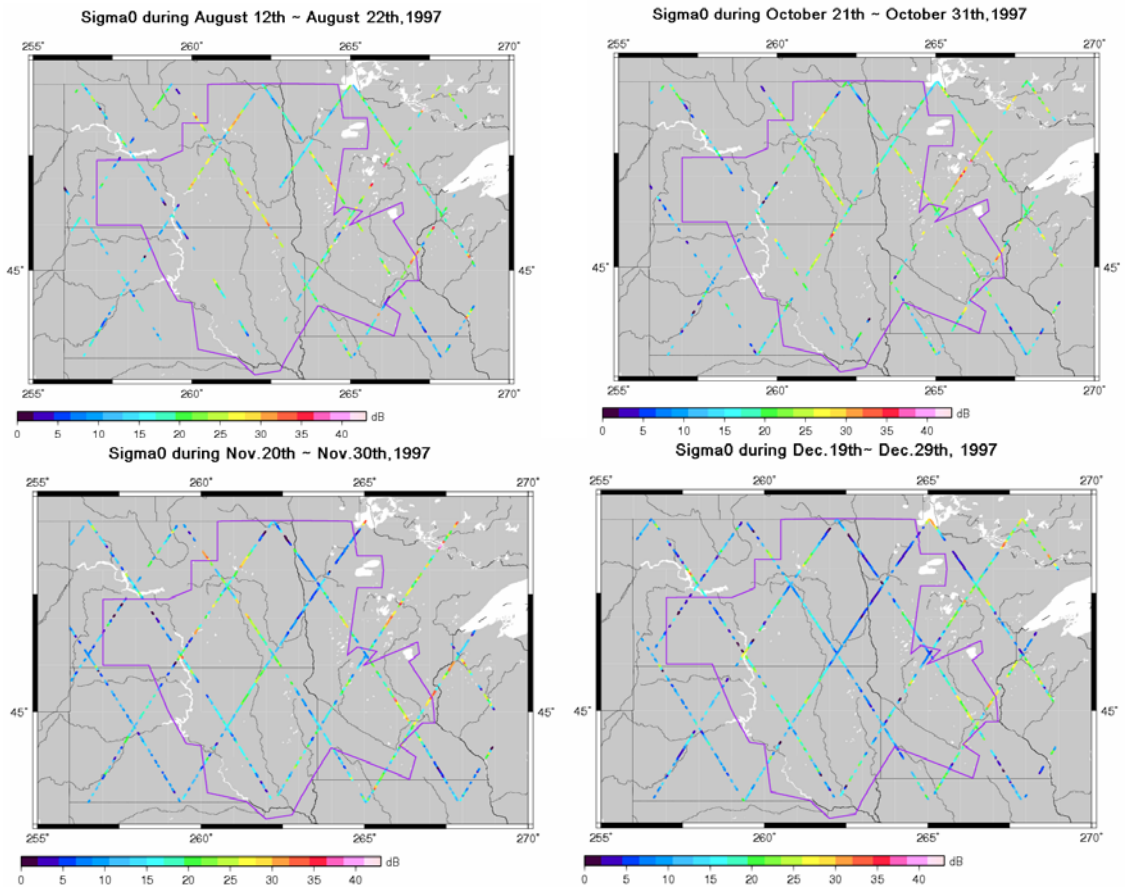 Sigma0 during August 12th ~ August 22th,1997
255° 260° 265° 270°
45° 45°
255° 260° 265° 270°
0 5 10 15 20 25 30 35 40 dB
Sigma0 during October 21th ~ October 31th,1997
255° 260° 265° 270°
45° 45°
255° 260° 265° 270°
0 5 10 15 20 25 30 35 40 dB
Sigma0 during Nov.20th ~ Nov.30th,1997
255° 260° 265° 270°
45° 45°
255° 260° 265° 270°
0 5 10 15 20 25 30 35 40 dB
Sigma0 during Dec.19th~ Dec.29th, 1997
255° 260° 265° 270°
45° 45°
255° 260° 265° 270°
0 5 10 15 20 25 30 35 40 dB